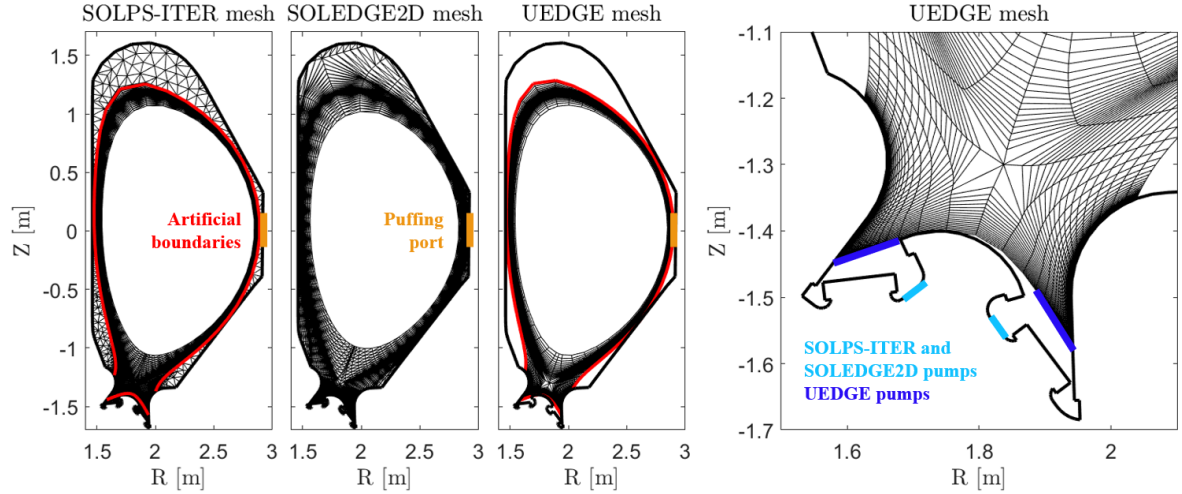 SOLPS-ITER mesh
SOLEDGE2D mesh
UEDGE mesh
UEDGE mesh
1.5
1
0.5
0
-0.5
-1
-1.5
Z [m]
Artificial
boundaries
Puffing
port
1.5 2 2.5 3
R [m]
1.5 2 2.5 3
R [m]
1.5 2 2.5 3
R [m]
-1.1
-1.2
-1.3
-1.4
-1.5
-1.6
-1.7
Z [m]
SOLPS-ITER and
SOLEDGE2D pumps
UEDGE pumps
1.5 1.6 1.8 2
R [m]